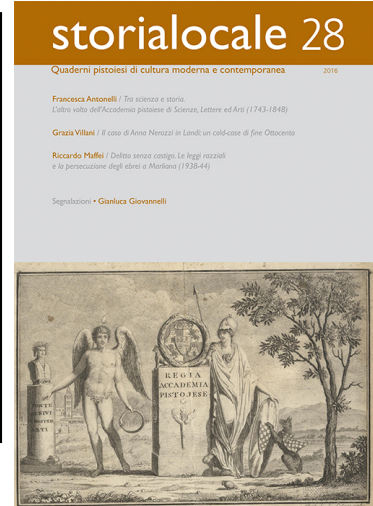 storialocale 28
Quaderni pistoiesi di cultura moderna e contemporanea 2016
Francesca Antonelli / Tra scienza e storia.
L'altro volto dell'Accademia pistoiese di Scienze, Lettere ed Arti (1743-1848)
Grazia Villani / Il caso di Anna Nerozzi in Landi: un cold-case di fine Ottocento
Riccardo Maffei / Delitto senza castigo. Le leggi razziali
e la persecuzione degli ebrei a Marliana (1938-44)
Segnalazioni • Gianluca Giovannelli
REGIA
ACCADEMIA
PISTOJESE